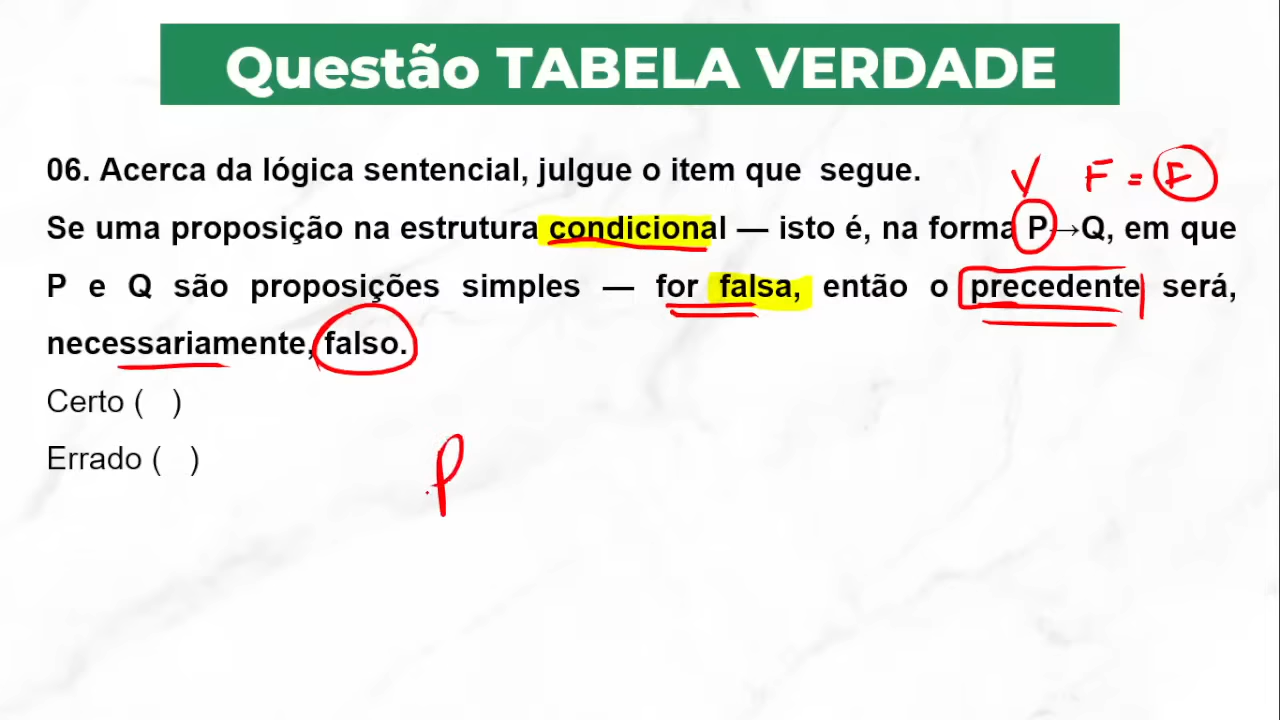 Questão TABELA VERDADE
06. Acerca da lógica sentencial, julgue o item que segue.
V F = F
Se uma proposição na estrutura condicional — isto é, na forma P→Q, em que
P e Q são proposições simples — for falsa, então o precedente será,
necessariamente, falso.
Certo ( )
Errado ( )
P